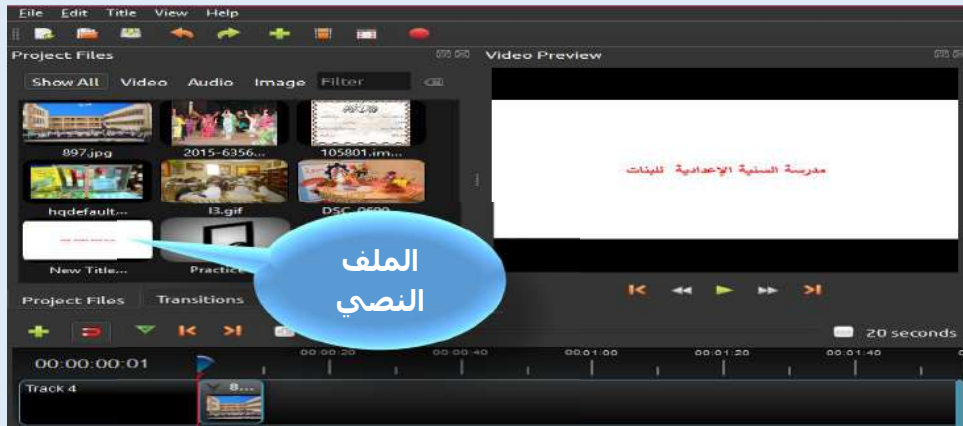 File Edit Title View Help
Project Files
Video Preview
Show All Video Audio Image Filter
897.jpg 2015-6356... 105801.im...
مدرسة السنية الإعدادية للبنات
hqdefault... I3.gif DSC_0600
New Title... Practice
الملف
النصي
Project Files Transitions
20 seconds
00:00:00:01
00:00:20 00:00:40 00:01:00 00:01:20 00:01:40
Track 4
8...